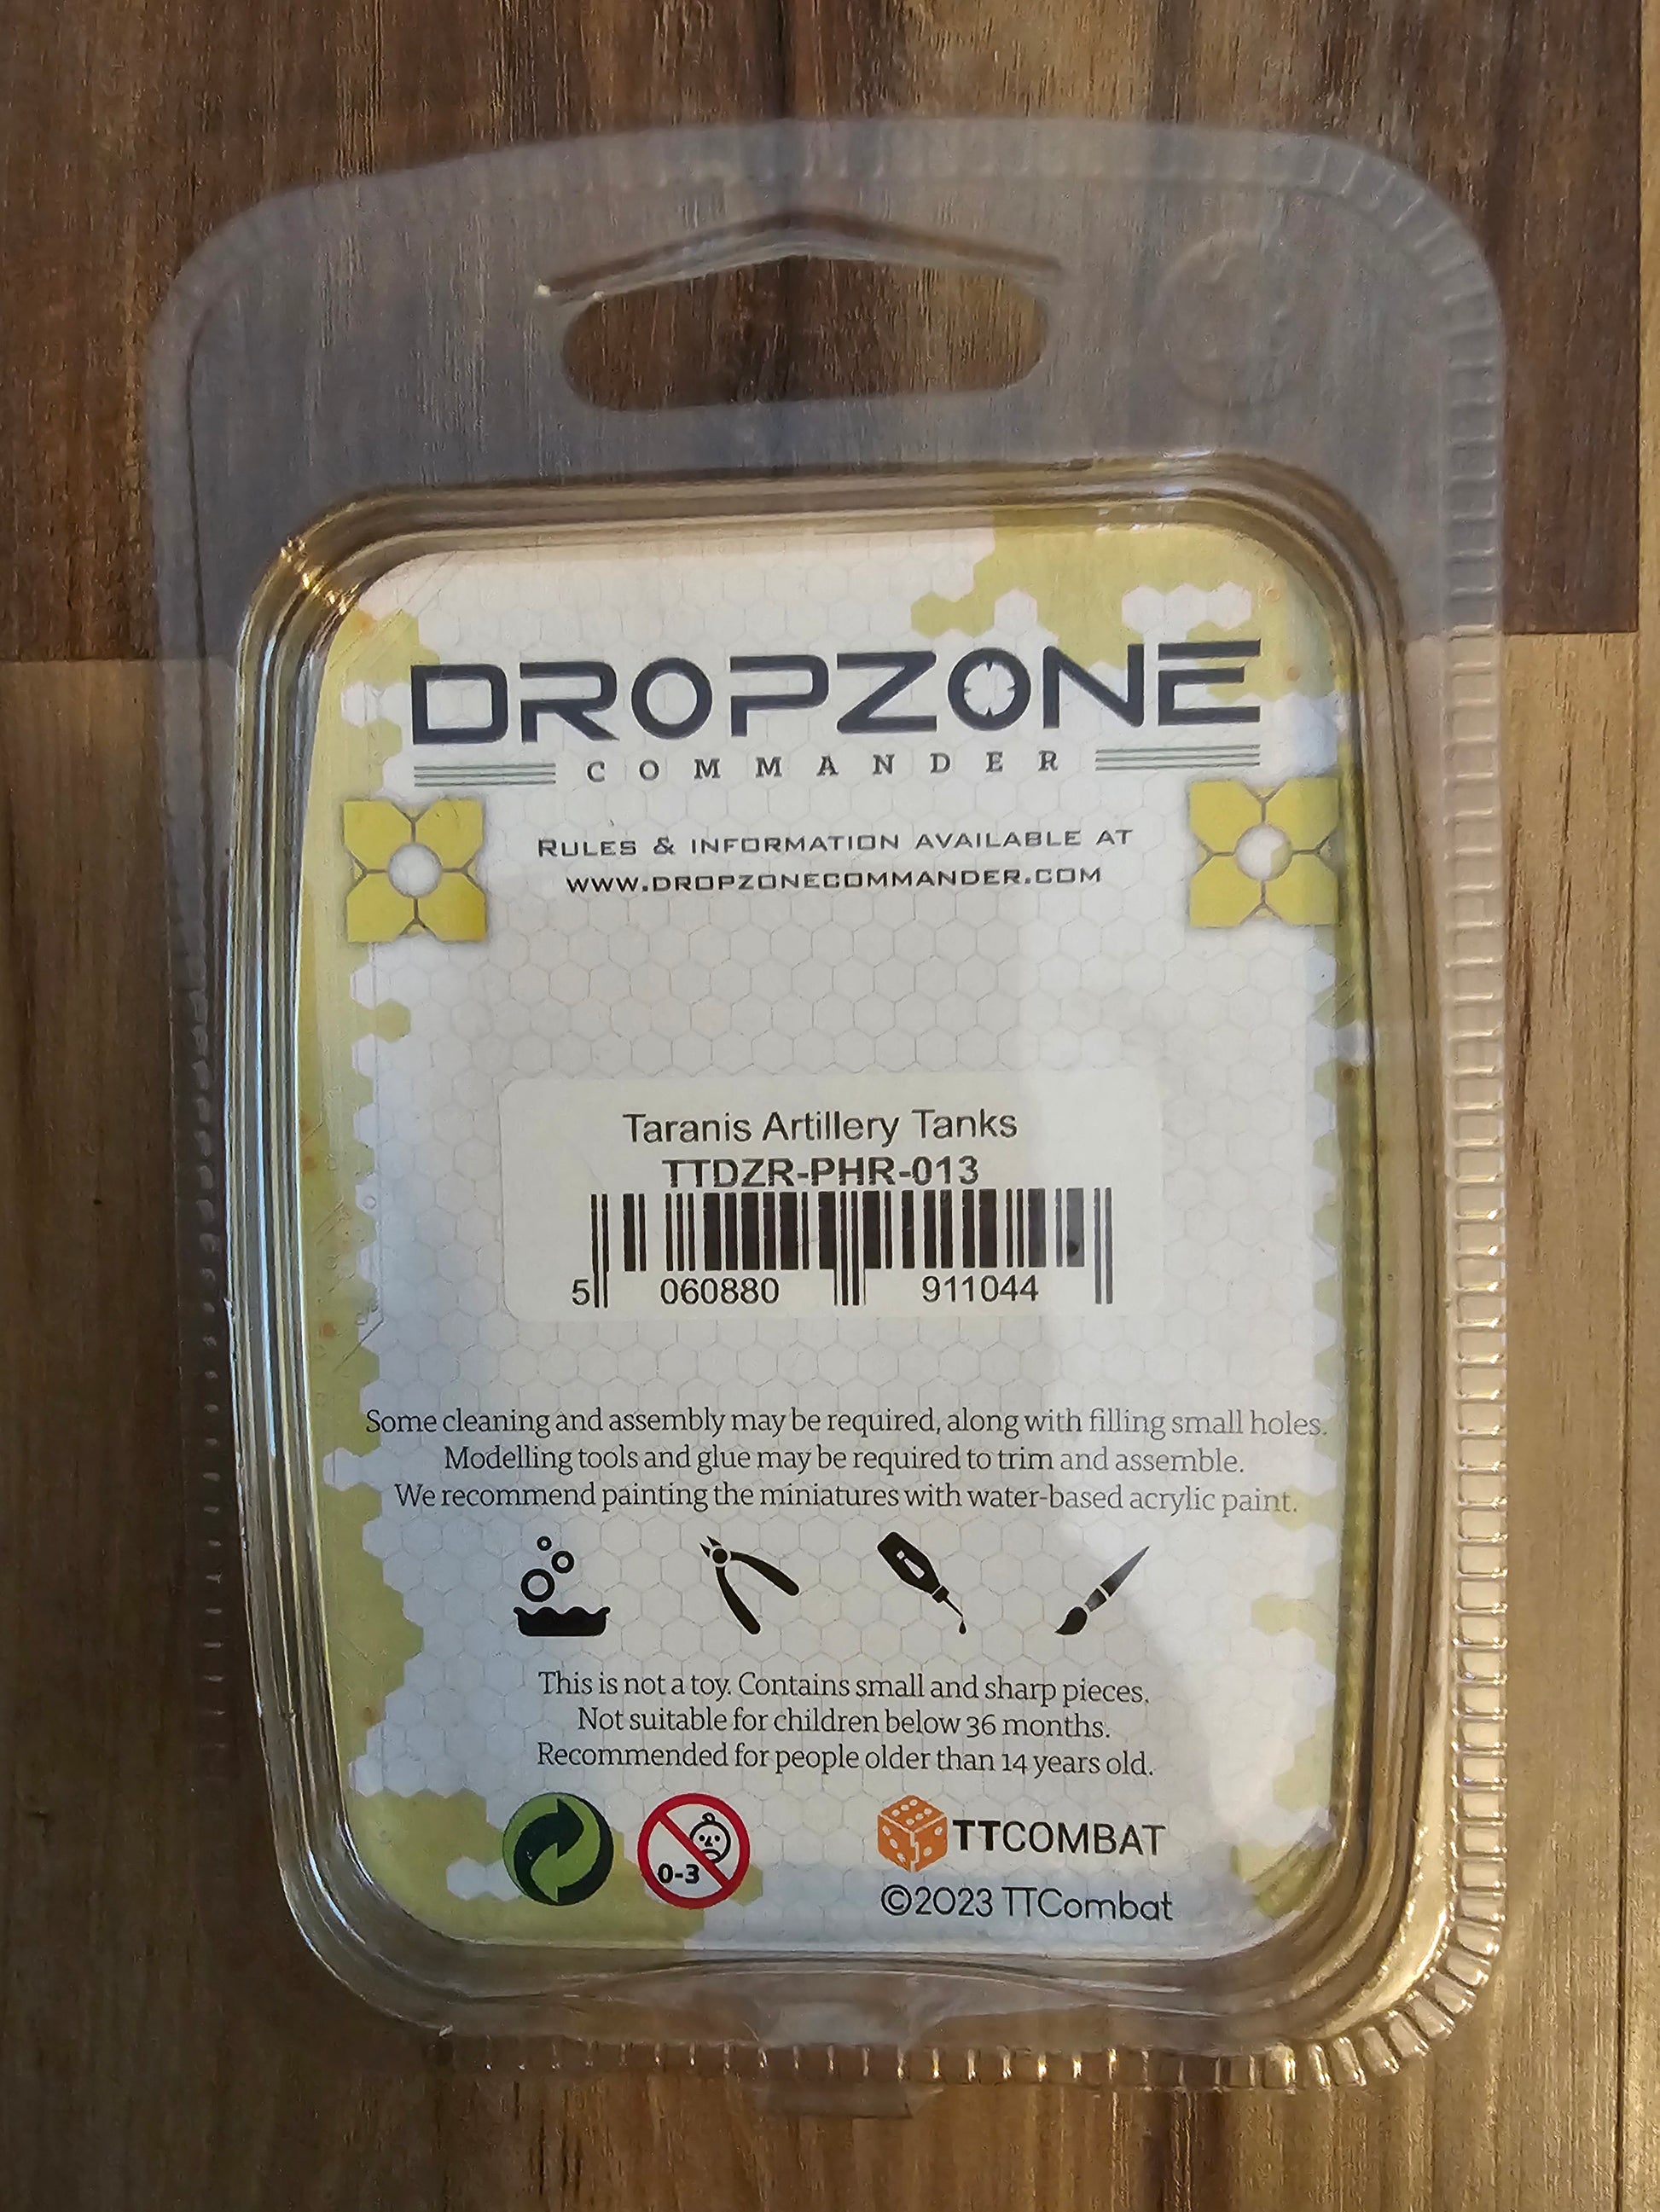 DROPZONE
COMMANDER
RULES & INFORMATION AVAILABLE AT
WWW.DROPZONECOMMANDER.COM
Taranis Artillery Tanks
TTDZR-PHR-013
5 060880 911044
Some cleaning and assembly may be required, along with filling small holes.
Modelling tools and glue may be required to trim and assemble.
We recommend painting the miniatures with water-based acrylic paint.
This is not a toy. Contains small and sharp pieces.
Not suitable for children below 36 months.
Recommended for people older than 14 years old.
0-3
TTCOMBAT
©2023 TTCombat